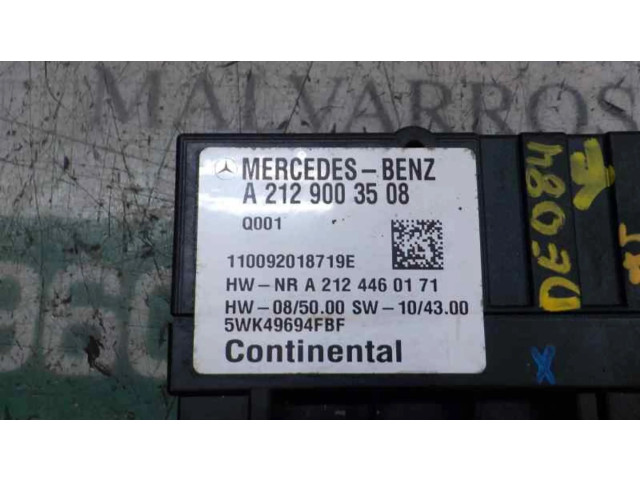 MALVARROS
MERCEDES-BENZ
A 212 900 35 08
Q001
110092018719E
HW-NR A 212 446 01 71
HW-08/50.00 SW-10/43.00
5WK49694FBF
Continental
DE084
960
X